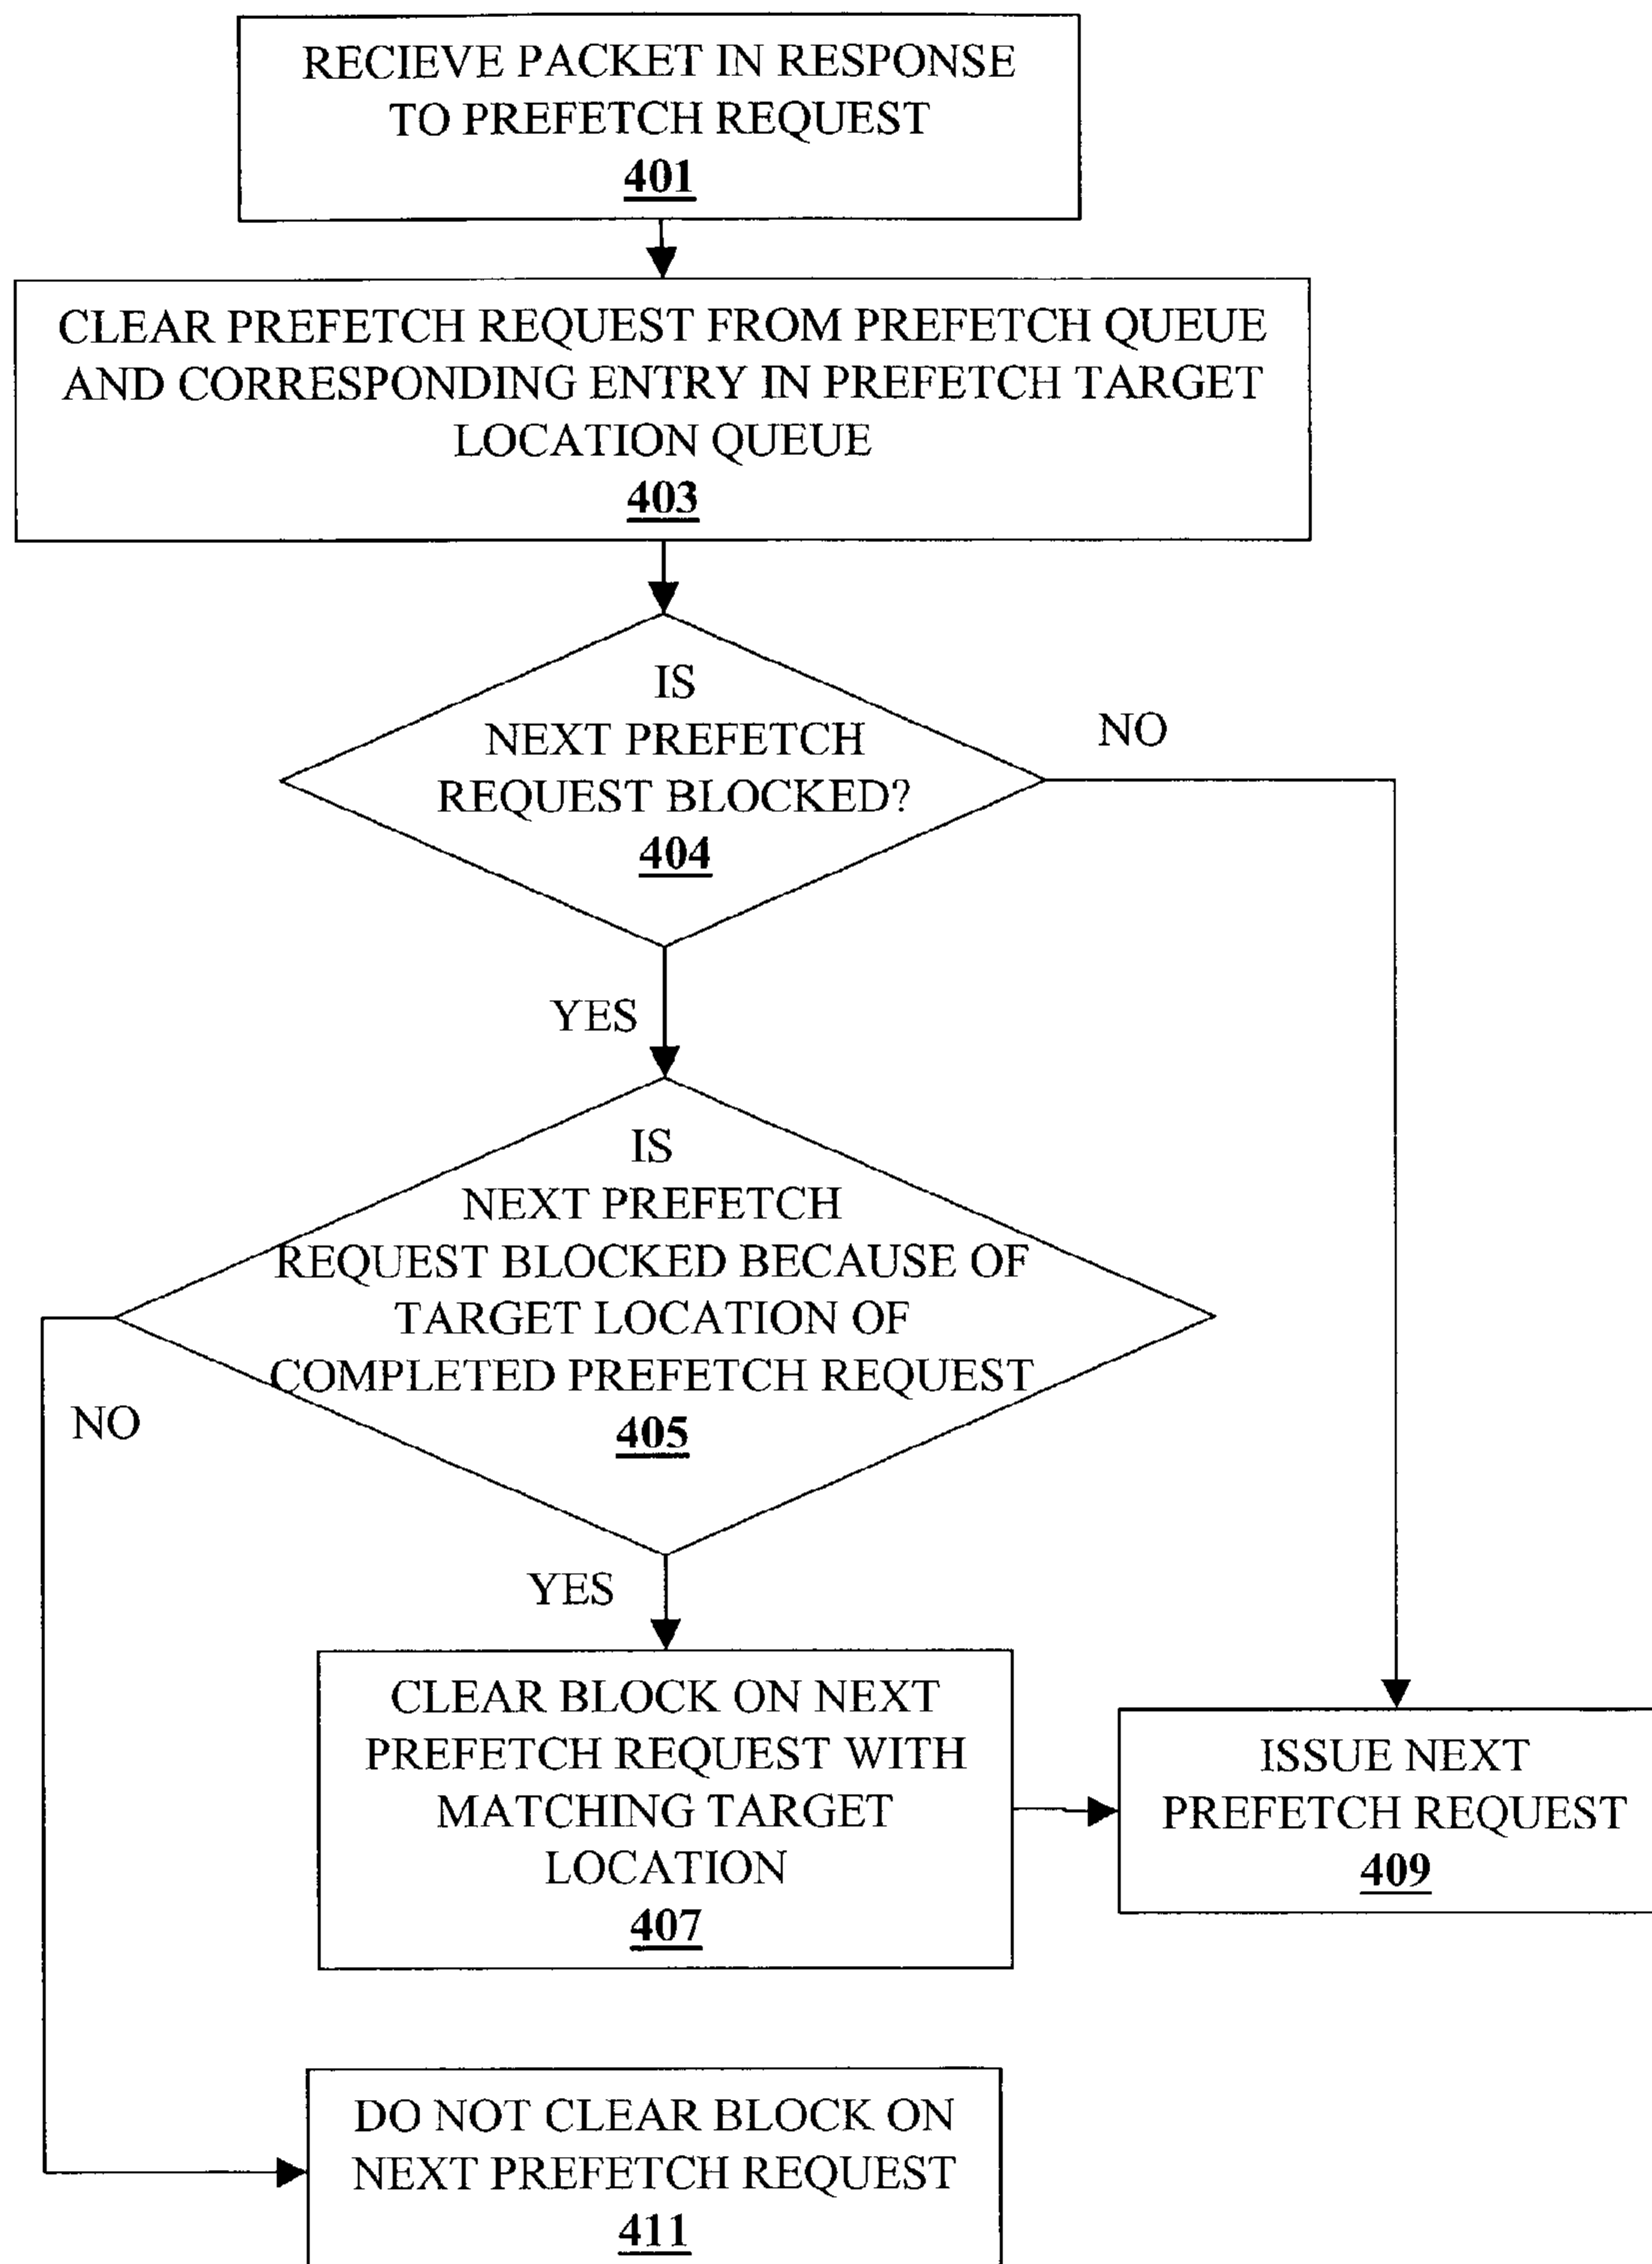 RECIEVE PACKET IN RESPONSE
TO PREFETCH REQUEST
401
CLEAR PREFETCH REQUEST FROM PREFETCH QUEUE
AND CORRESPONDING ENTRY IN PREFETCH TARGET
LOCATION QUEUE
403
IS
NEXT PREFETCH
REQUEST BLOCKED?
404
NO
YES
IS
NEXT PREFETCH
REQUEST BLOCKED BECAUSE OF
TARGET LOCATION OF
COMPLETED PREFETCH REQUEST
405
NO
YES
CLEAR BLOCK ON NEXT
PREFETCH REQUEST WITH
MATCHING TARGET
LOCATION
407
ISSUE NEXT
PREFETCH REQUEST
409
DO NOT CLEAR BLOCK ON
NEXT PREFETCH REQUEST
411